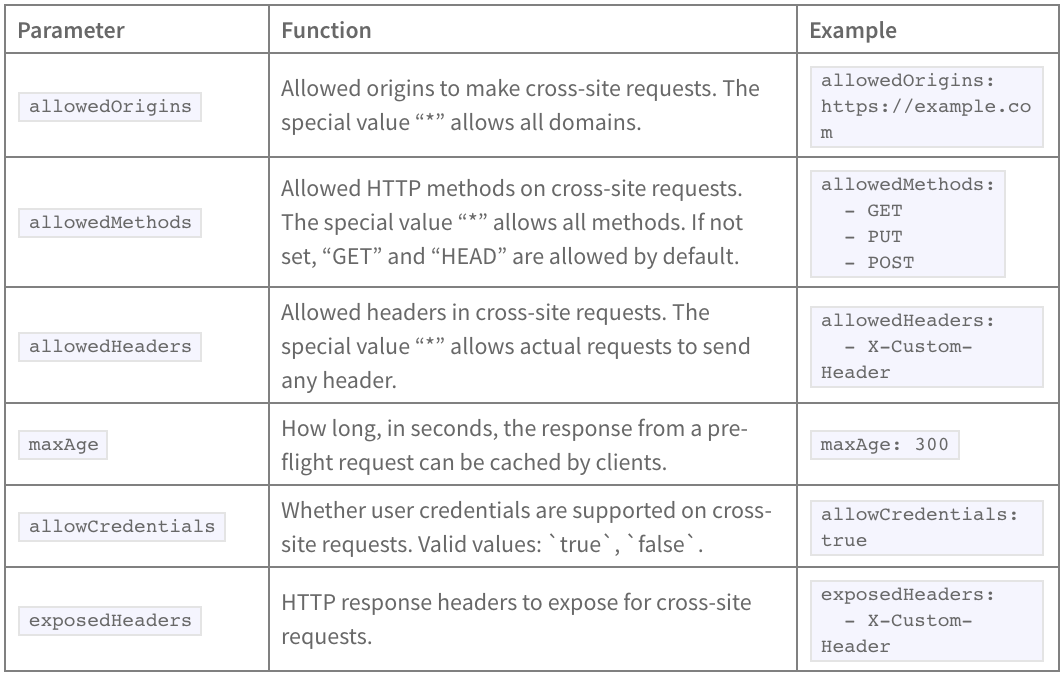 Parameter
Function
Example
allowedOrigins
Allowed origins to make cross-site requests. The
special value “*” allows all domains.
allowedOrigins:
https://example.co
m
allowedMethods
Allowed HTTP methods on cross-site requests.
The special value “*” allows all methods. If not
set, “GET” and “HEAD” are allowed by default.
allowedMethods:
- GET
- PUT
- POST
allowedHeaders
Allowed headers in cross-site requests. The
special value “*” allows actual requests to send
any header.
allowedHeaders:
- X-Custom-
Header
maxAge
How long, in seconds, the response from a pre-
flight request can be cached by clients.
maxAge: 300
allowCredentials
Whether user credentials are supported on cross-
site requests. Valid values: `true`, `false`.
allowCredentials:
true
exposedHeaders
HTTP response headers to expose for cross-site
requests.
exposedHeaders:
- X-Custom-
Header